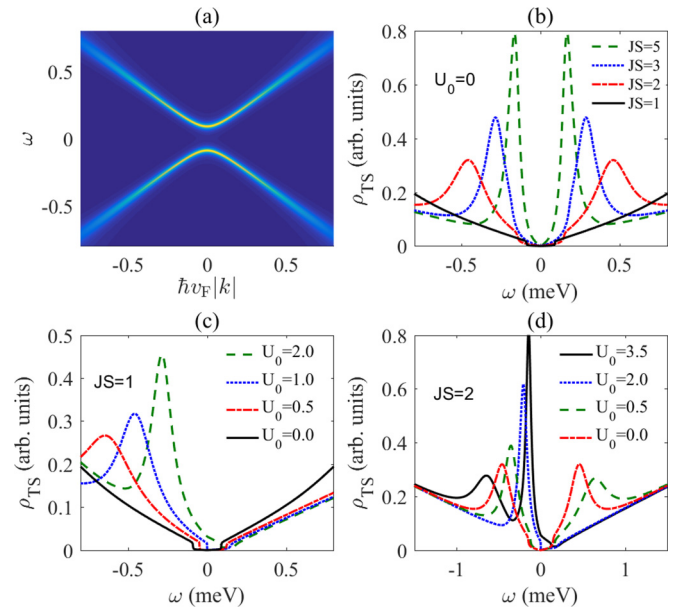 (a)
ω
0.5
0
-0.5
-0.5 0 0.5
ħv_F|k|
(b)
ρ_TS (arb. units)
0.8
0.6
0.4
0.2
0
U_0=0
JS=5
JS=3
JS=2
JS=1
-0.5 0 0.5
ω (meV)
(c)
ρ_TS (arb. units)
0.5
0.4
0.3
0.2
0.1
0
JS=1
U_0=2.0
U_0=1.0
U_0=0.5
U_0=0.0
-0.5 0 0.5
ω (meV)
(d)
ρ_TS (arb. units)
0.8
0.6
0.4
0.2
0
JS=2
U_0=3.5
U_0=2.0
U_0=0.5
U_0=0.0
-1 0 1
ω (meV)